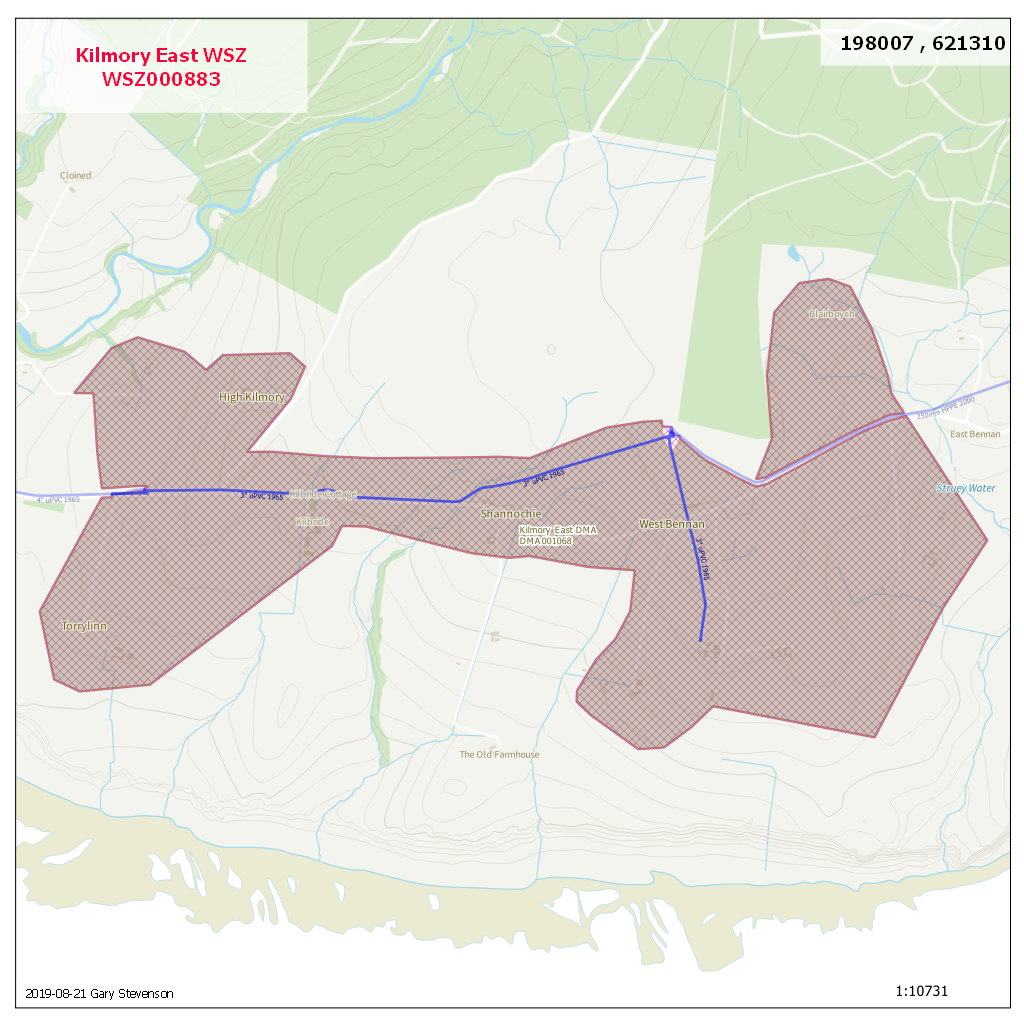 Kilmory East WSZ
WSZ000883
198007 , 621310
Cloined
Blairboych
High Kilmory
250mm HPPE 2000
East Bennan
4" uPVC 1965
3" uPVC 1965
Kilbride Cottage
3" uPVC 1965
Struey Water
Shannochie
Kilbride
West Bennan
Kilmory East DMA
DMA001068
3" uPVC 1965
Torrylinn
The Old Farmhouse
2019-08-21 Gary Stevenson
1:10731